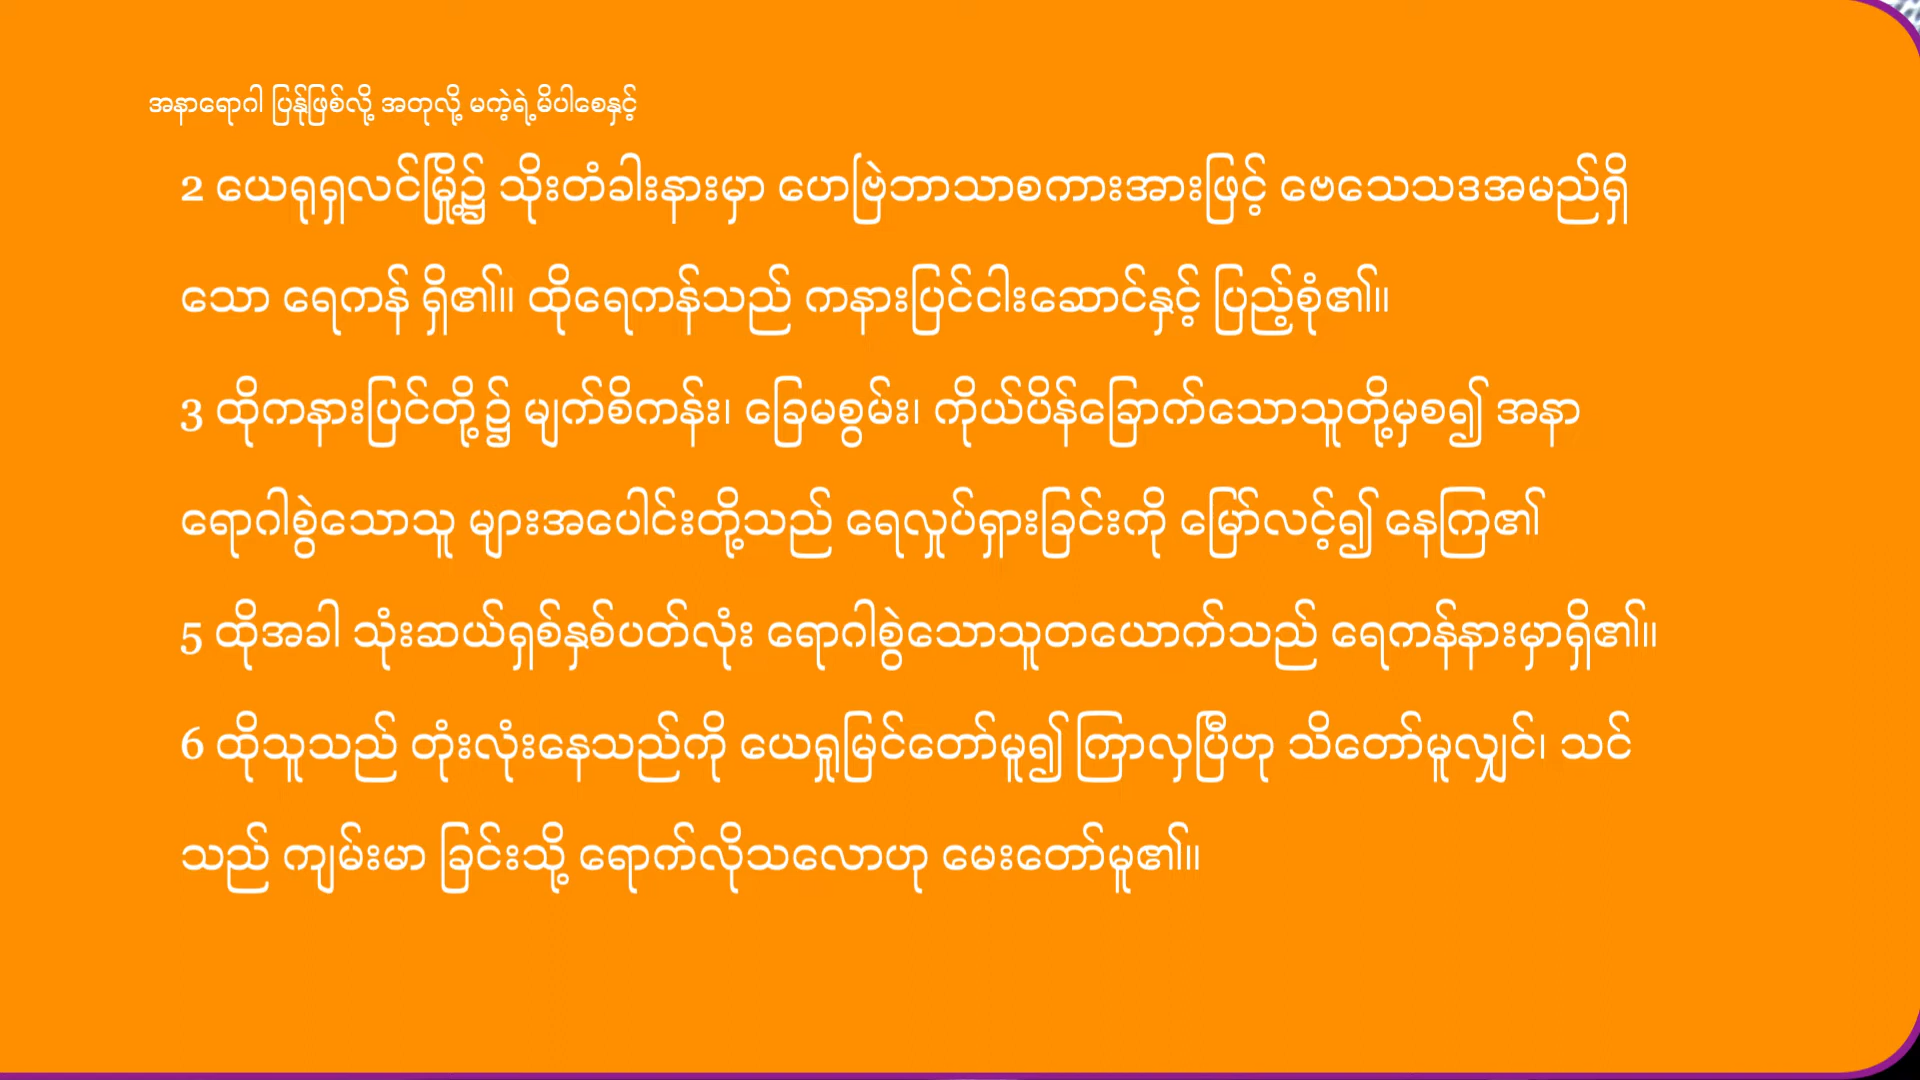 အနာရောဂါ ပြန်ဖြစ်လို့ အတုလို့ မကဲ့ရဲ့မိပါစေနှင့်
2 ယေရုရှလင်မြို့၌ သိုးတံခါးနားမှာ ဟေဗြဲဘာသာစကားအားဖြင့် ဗေသေသဒအမည်ရှိ
သော ရေကန် ရှိ၏။ ထိုရေကန်သည် ကနားပြင်ငါးဆောင်နှင့် ပြည့်စုံ၏။
3 ထိုကနားပြင်တို့၌ မျက်စိကန်း၊ ခြေမစွမ်း၊ ကိုယ်ပိန်ခြောက်သောသူတို့မှစ၍ အနာ
ရောဂါစွဲသောသူ များအပေါင်းတို့သည် ရေလှုပ်ရှားခြင်းကို မြော်လင့်၍ နေကြ၏
5 ထိုအခါ သုံးဆယ်ရှစ်နှစ်ပတ်လုံး ရောဂါစွဲသောသူတယောက်သည် ရေကန်နားမှာရှိ၏။
6 ထိုသူသည် တုံးလုံးနေသည်ကို ယေရှုမြင်တော်မူ၍ ကြာလှပြီဟု သိတော်မူလျှင်၊ သင်
သည် ကျမ်းမာ ခြင်းသို့ ရောက်လိုသလောဟု မေးတော်မူ၏။